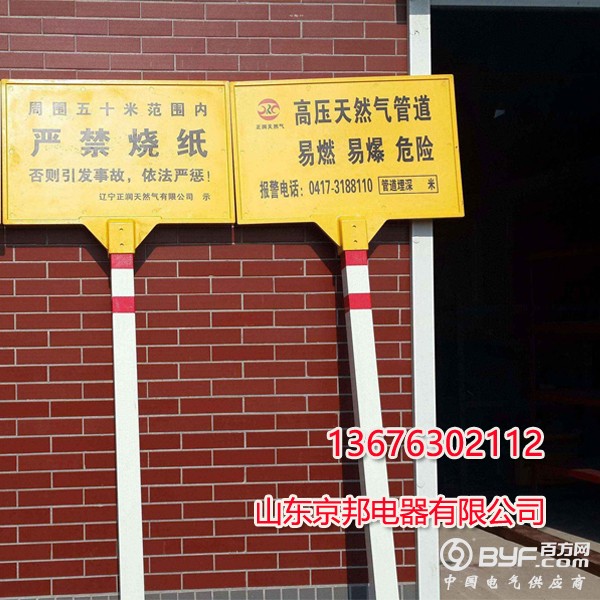 周围五十米范围内
严禁烧纸
否则引发事故,依法严惩!
辽宁正润天然气有限公司 示
正润天然气
高压天然气管道
易燃 易爆 危险
报警电话: 0417-3188110 管道埋深 米
13676302112
山东京邦电器有限公司
BYF.百方网
中国电气供应商